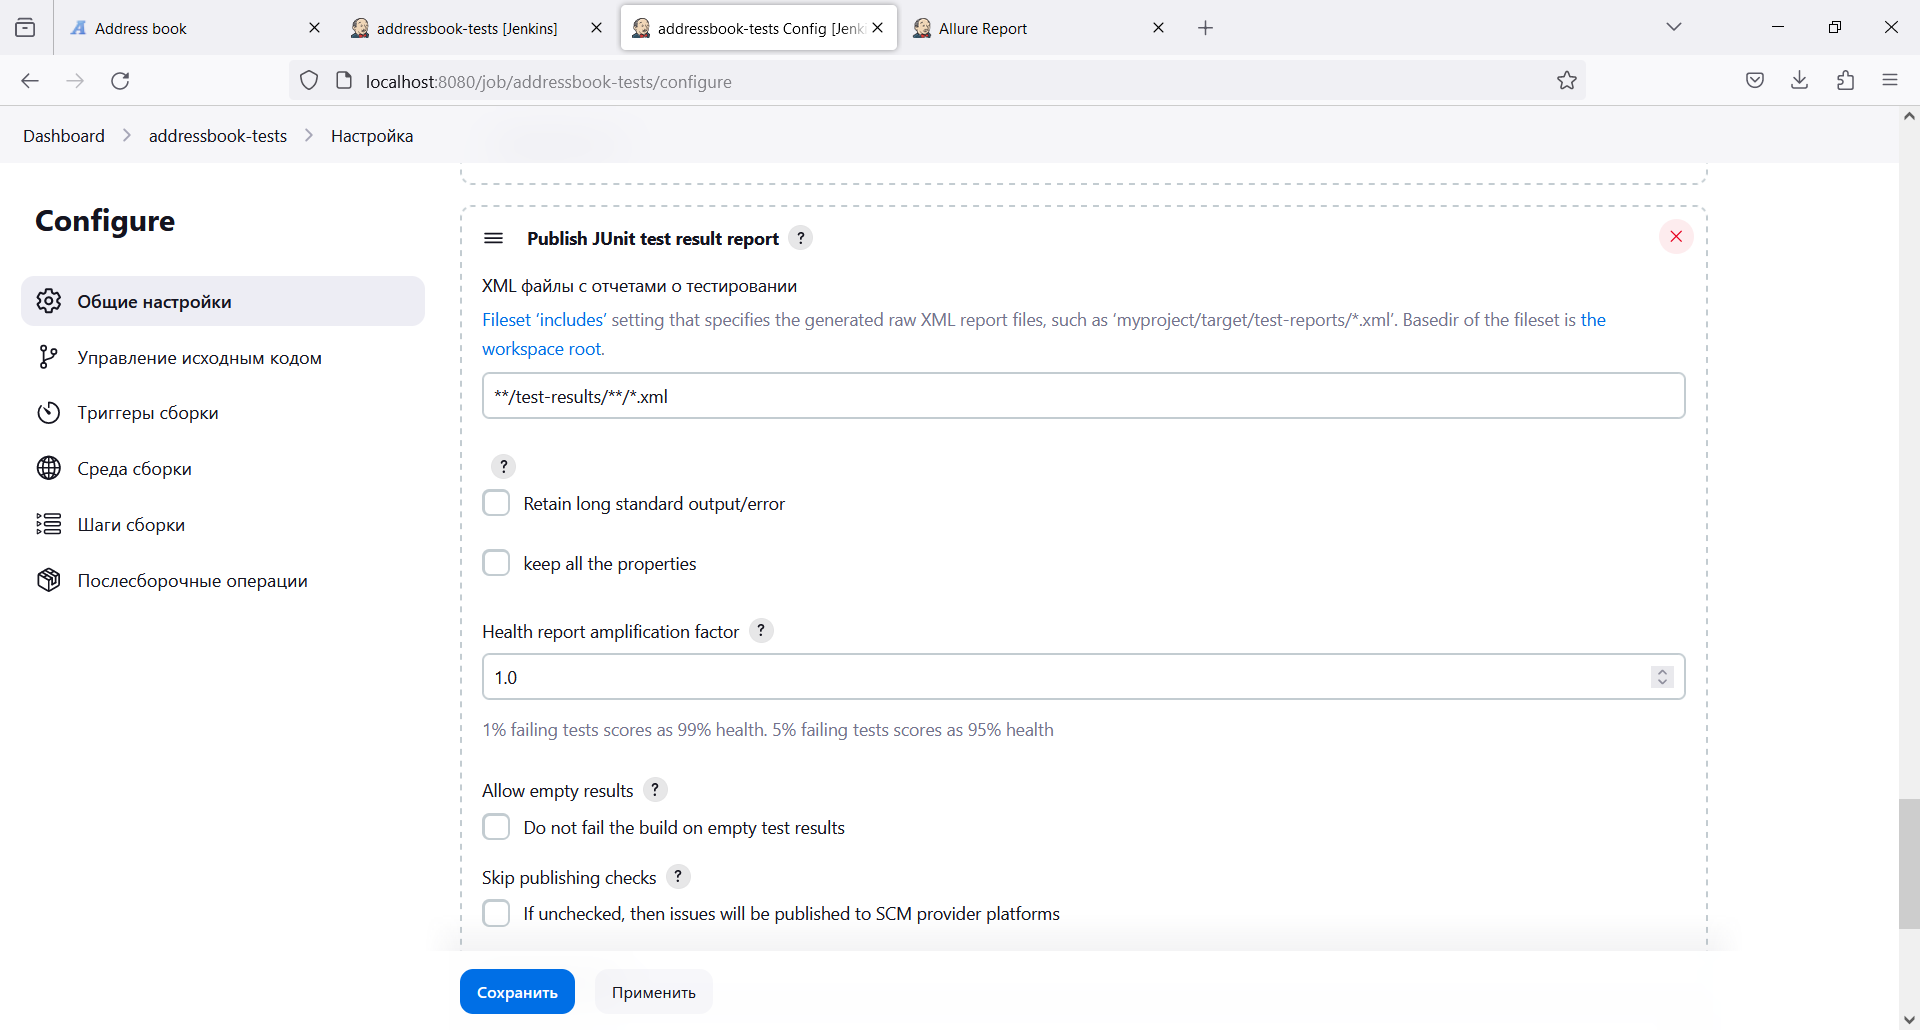 Address book
addressbook-tests [Jenkins]
addressbook-tests Config [Jenki
Allure Report
localhost:8080/job/addressbook-tests/configure
Dashboard
addressbook-tests
Настройка
Configure
Общие настройки
Управление исходным кодом
Триггеры сборки
Среда сборки
Шаги сборки
Послесборочные операции
Publish JUnit test result report ?
XML файлы с отчетами о тестировании
Fileset ‘includes’ setting that specifies the generated raw XML report files, such as ‘myproject/target/test-reports/*.xml’. Basedir of the fileset is the
workspace root.
**/test-results/**/*.xml
?
Retain long standard output/error
keep all the properties
Health report amplification factor ?
1.0
1% failing tests scores as 99% health. 5% failing tests scores as 95% health
Allow empty results ?
Do not fail the build on empty test results
Skip publishing checks ?
If unchecked, then issues will be published to SCM provider platforms
Сохранить
Применить